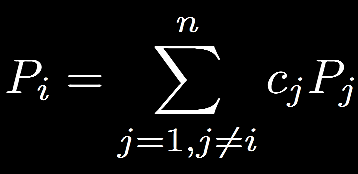 P_i = \sum_{j=1, j \neq i}^{n} c_j P_j